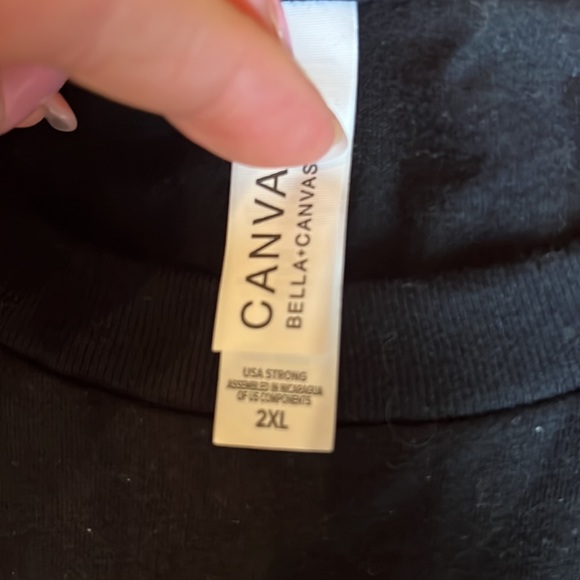 CANVA
BELLA+CANVAS
USA STRONG
ASSEMBLED IN NICARAGUA
OF US COMPONENTS
2XL